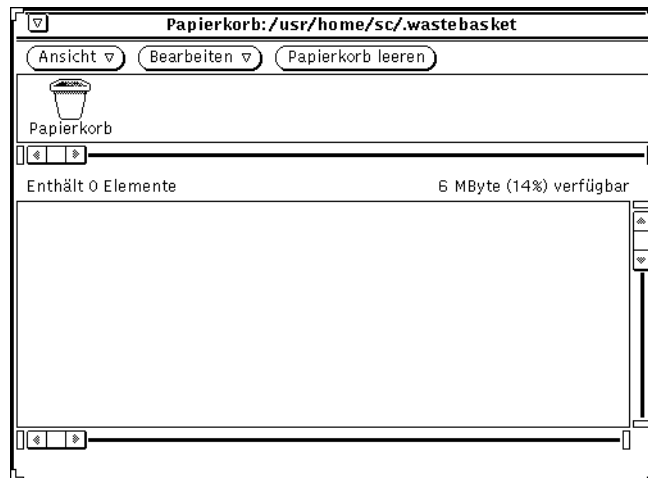 Papierkorb:/usr/home/sc/.wastebasket
Ansicht Bearbeiten Papierkorb leeren
Papierkorb
Enthält 0 Elemente 6 MByte (14%) verfügbar